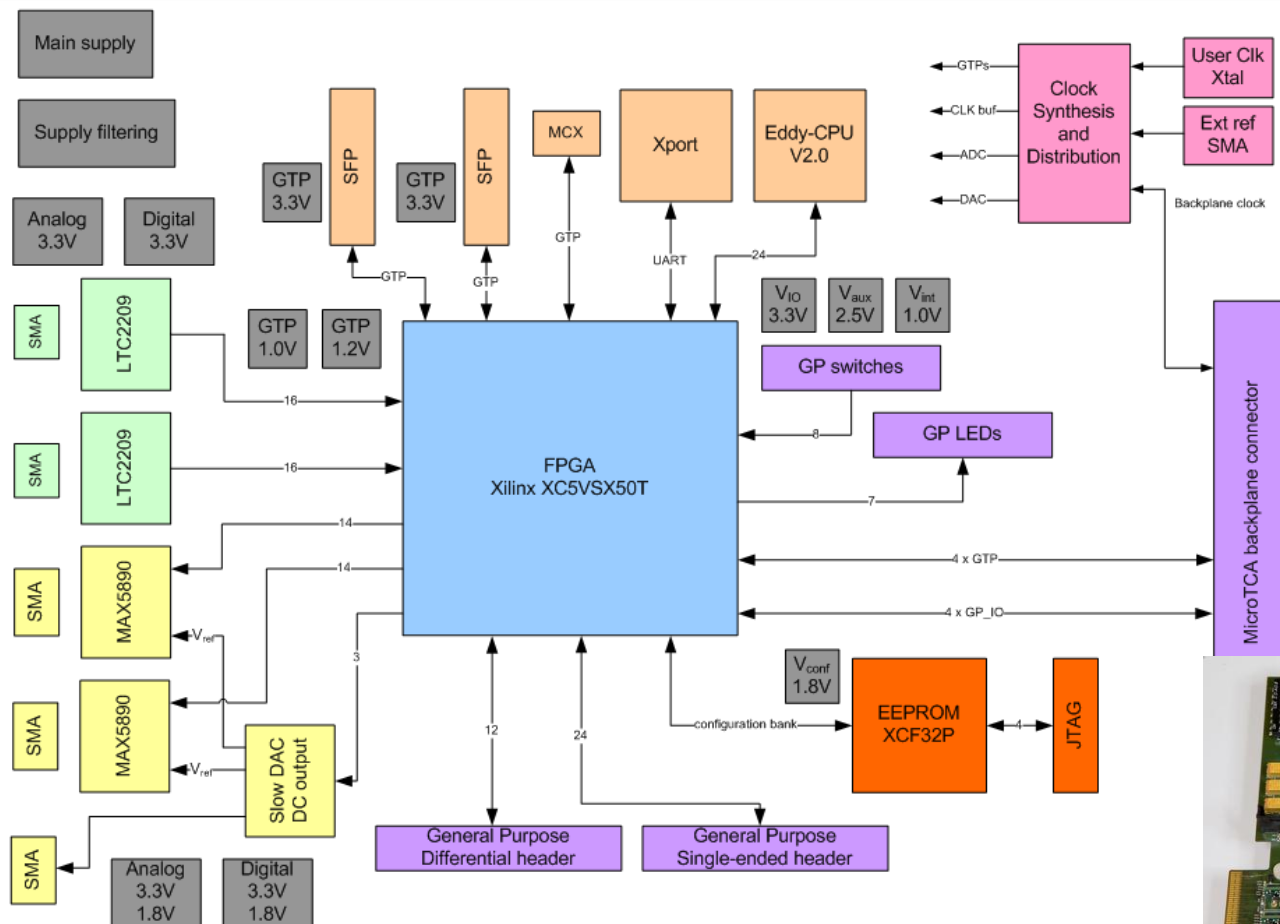 Main supply
Supply filtering
Analog
3.3V
Digital
3.3V
GTP
3.3V
SFP
GTP
3.3V
SFP
MCX
Xport
Eddy-CPU
V2.0
GTPs
CLK buf
ADC
DAC
Clock
Synthesis
and
Distribution
User Clk
Xtal
Ext ref
SMA
Backplane clock
GTP
GTP
GTP
UART
24
SMA
LTC2209
GTP
1.0V
GTP
1.2V
VIO
3.3V
Vaux
2.5V
Vint
1.0V
GP switches
16
8
GP LEDs
SMA
LTC2209
16
FPGA
Xilinx XC5VSX50T
7
14
4 x GTP
SMA
MAX5890
14
4 x GP_IO
MicroTCA backplane connector
Vref
3
Vconf
1.8V
SMA
MAX5890
Vref
Slow DAC
DC output
12
24
configuration bank
EEPROM
XCF32P
4
JTAG
SMA
General Purpose
Differential header
General Purpose
Single-ended header
Analog
3.3V
1.8V
Digital
3.3V
1.8V